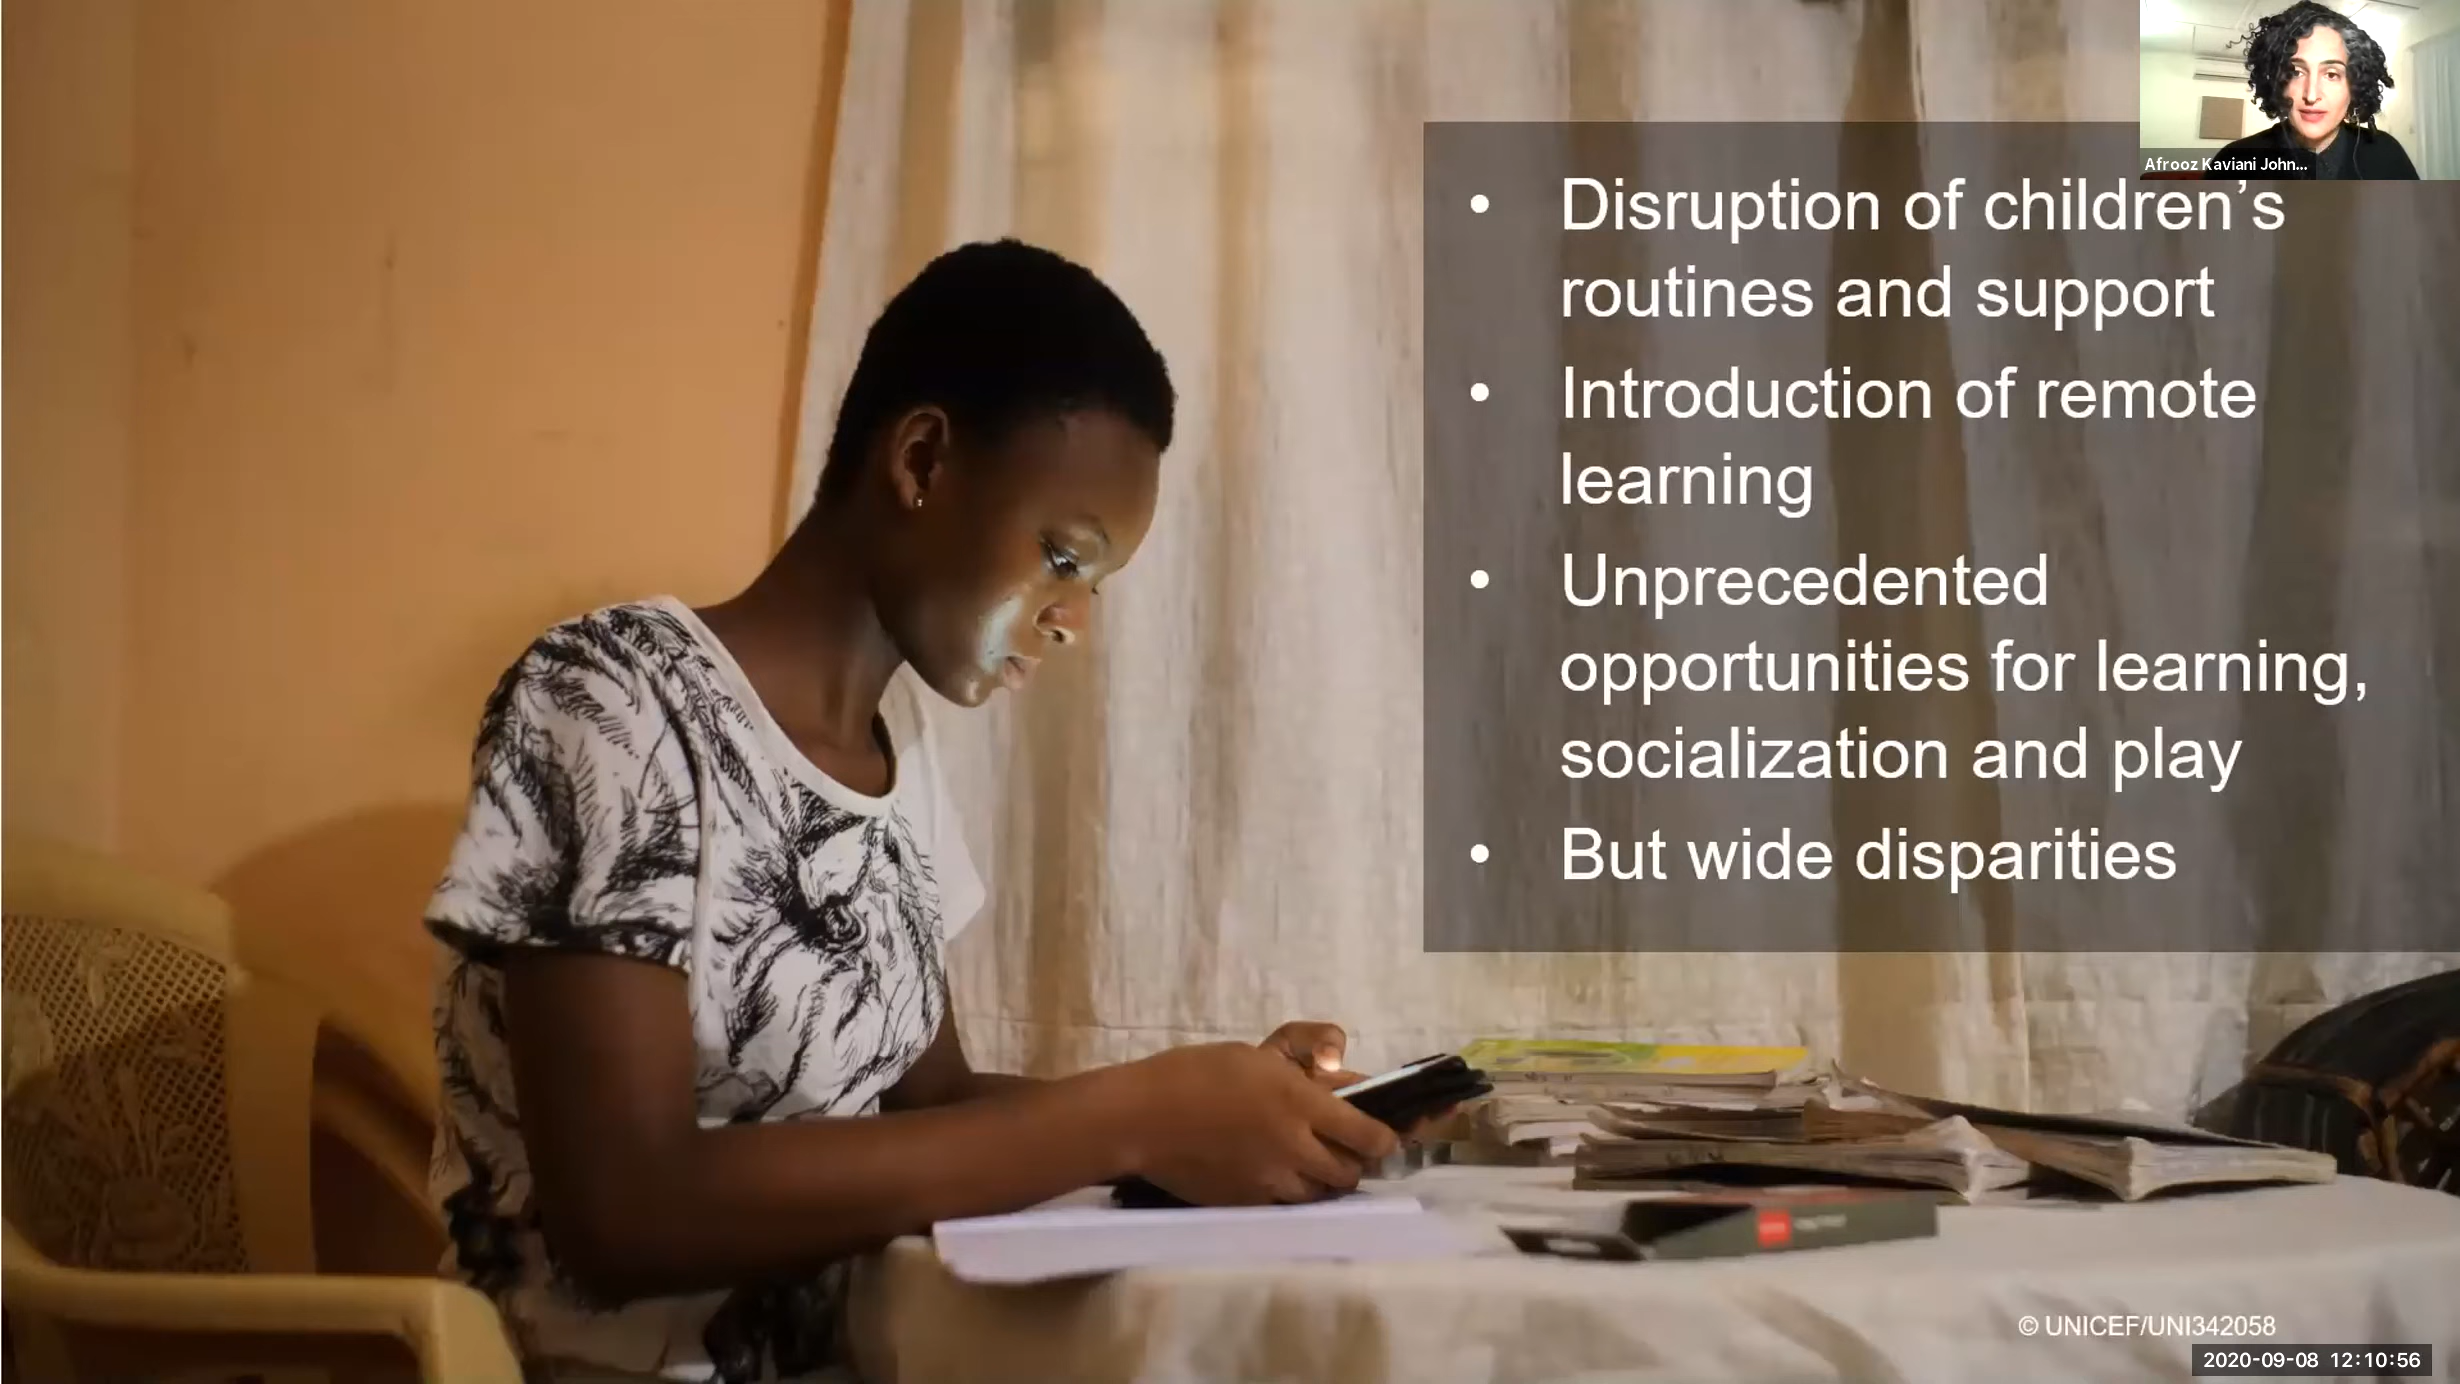 Afrooz Kaviani John...
• Disruption of children’s
routines and support
• Introduction of remote
learning
• Unprecedented
opportunities for learning,
socialization and play
• But wide disparities
© UNICEF/UNI342058
2020-09-08 12:10:56